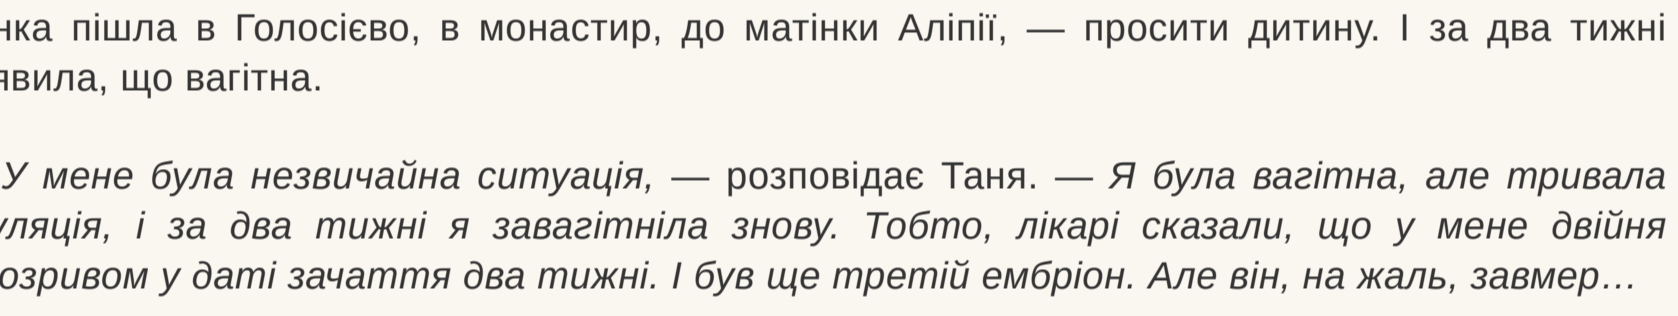 нка пішла в Голосієво, в монастир, до матінки Аліпії, — просити дитину. І за два тижні
явила, що вагітна.
У мене була незвичайна ситуація, — розповідає Таня. — Я була вагітна, але тривала
уляція, і за два тижні я завагітніла знову. Тобто, лікарі сказали, що у мене двійня
озривом у даті зачаття два тижні. І був ще третій ембріон. Але він, на жаль, завмер…